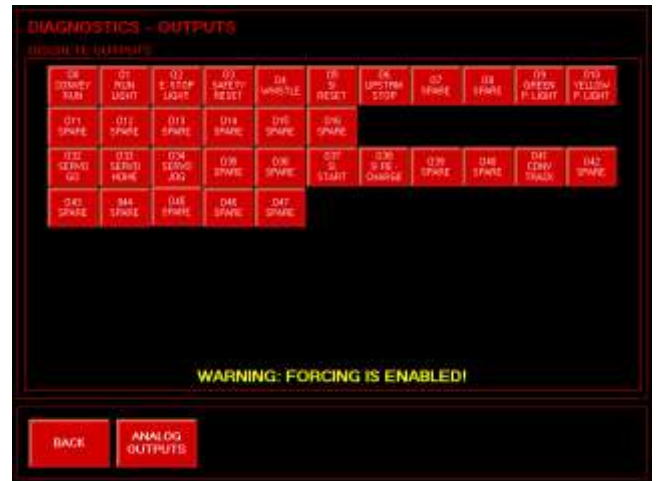 DIAGNOSTICS - OUTPUTS
DISCRETE OUTPUTS
O0 CONVEY RUN
O1 RUN LIGHT
O2 E-STOP LIGHT
O3 SAFETY RESET
O4 WHISTLE
O5 SI RESET
O6 UPSTRM STOP
O7 SPARE
O8 SPARE
O9 GREEN P.LIGHT
O10 YELLOW P.LIGHT
O11 SPARE
O12 SPARE
O13 SPARE
O14 SPARE
O15 SPARE
O16 SPARE
O32 SERVO GO
O33 SERVO HOME
O34 SERVO JOG
O35 SPARE
O36 SPARE
O37 SI START
O38 CHARGE
O39 SPARE
O40 SPARE
O41 CONV TRACK
O42 SPARE
O43 SPARE
O44 SPARE
O45 SPARE
O46 SPARE
O47 SPARE
WARNING: FORCING IS ENABLED!
BACK
ANALOG OUTPUTS